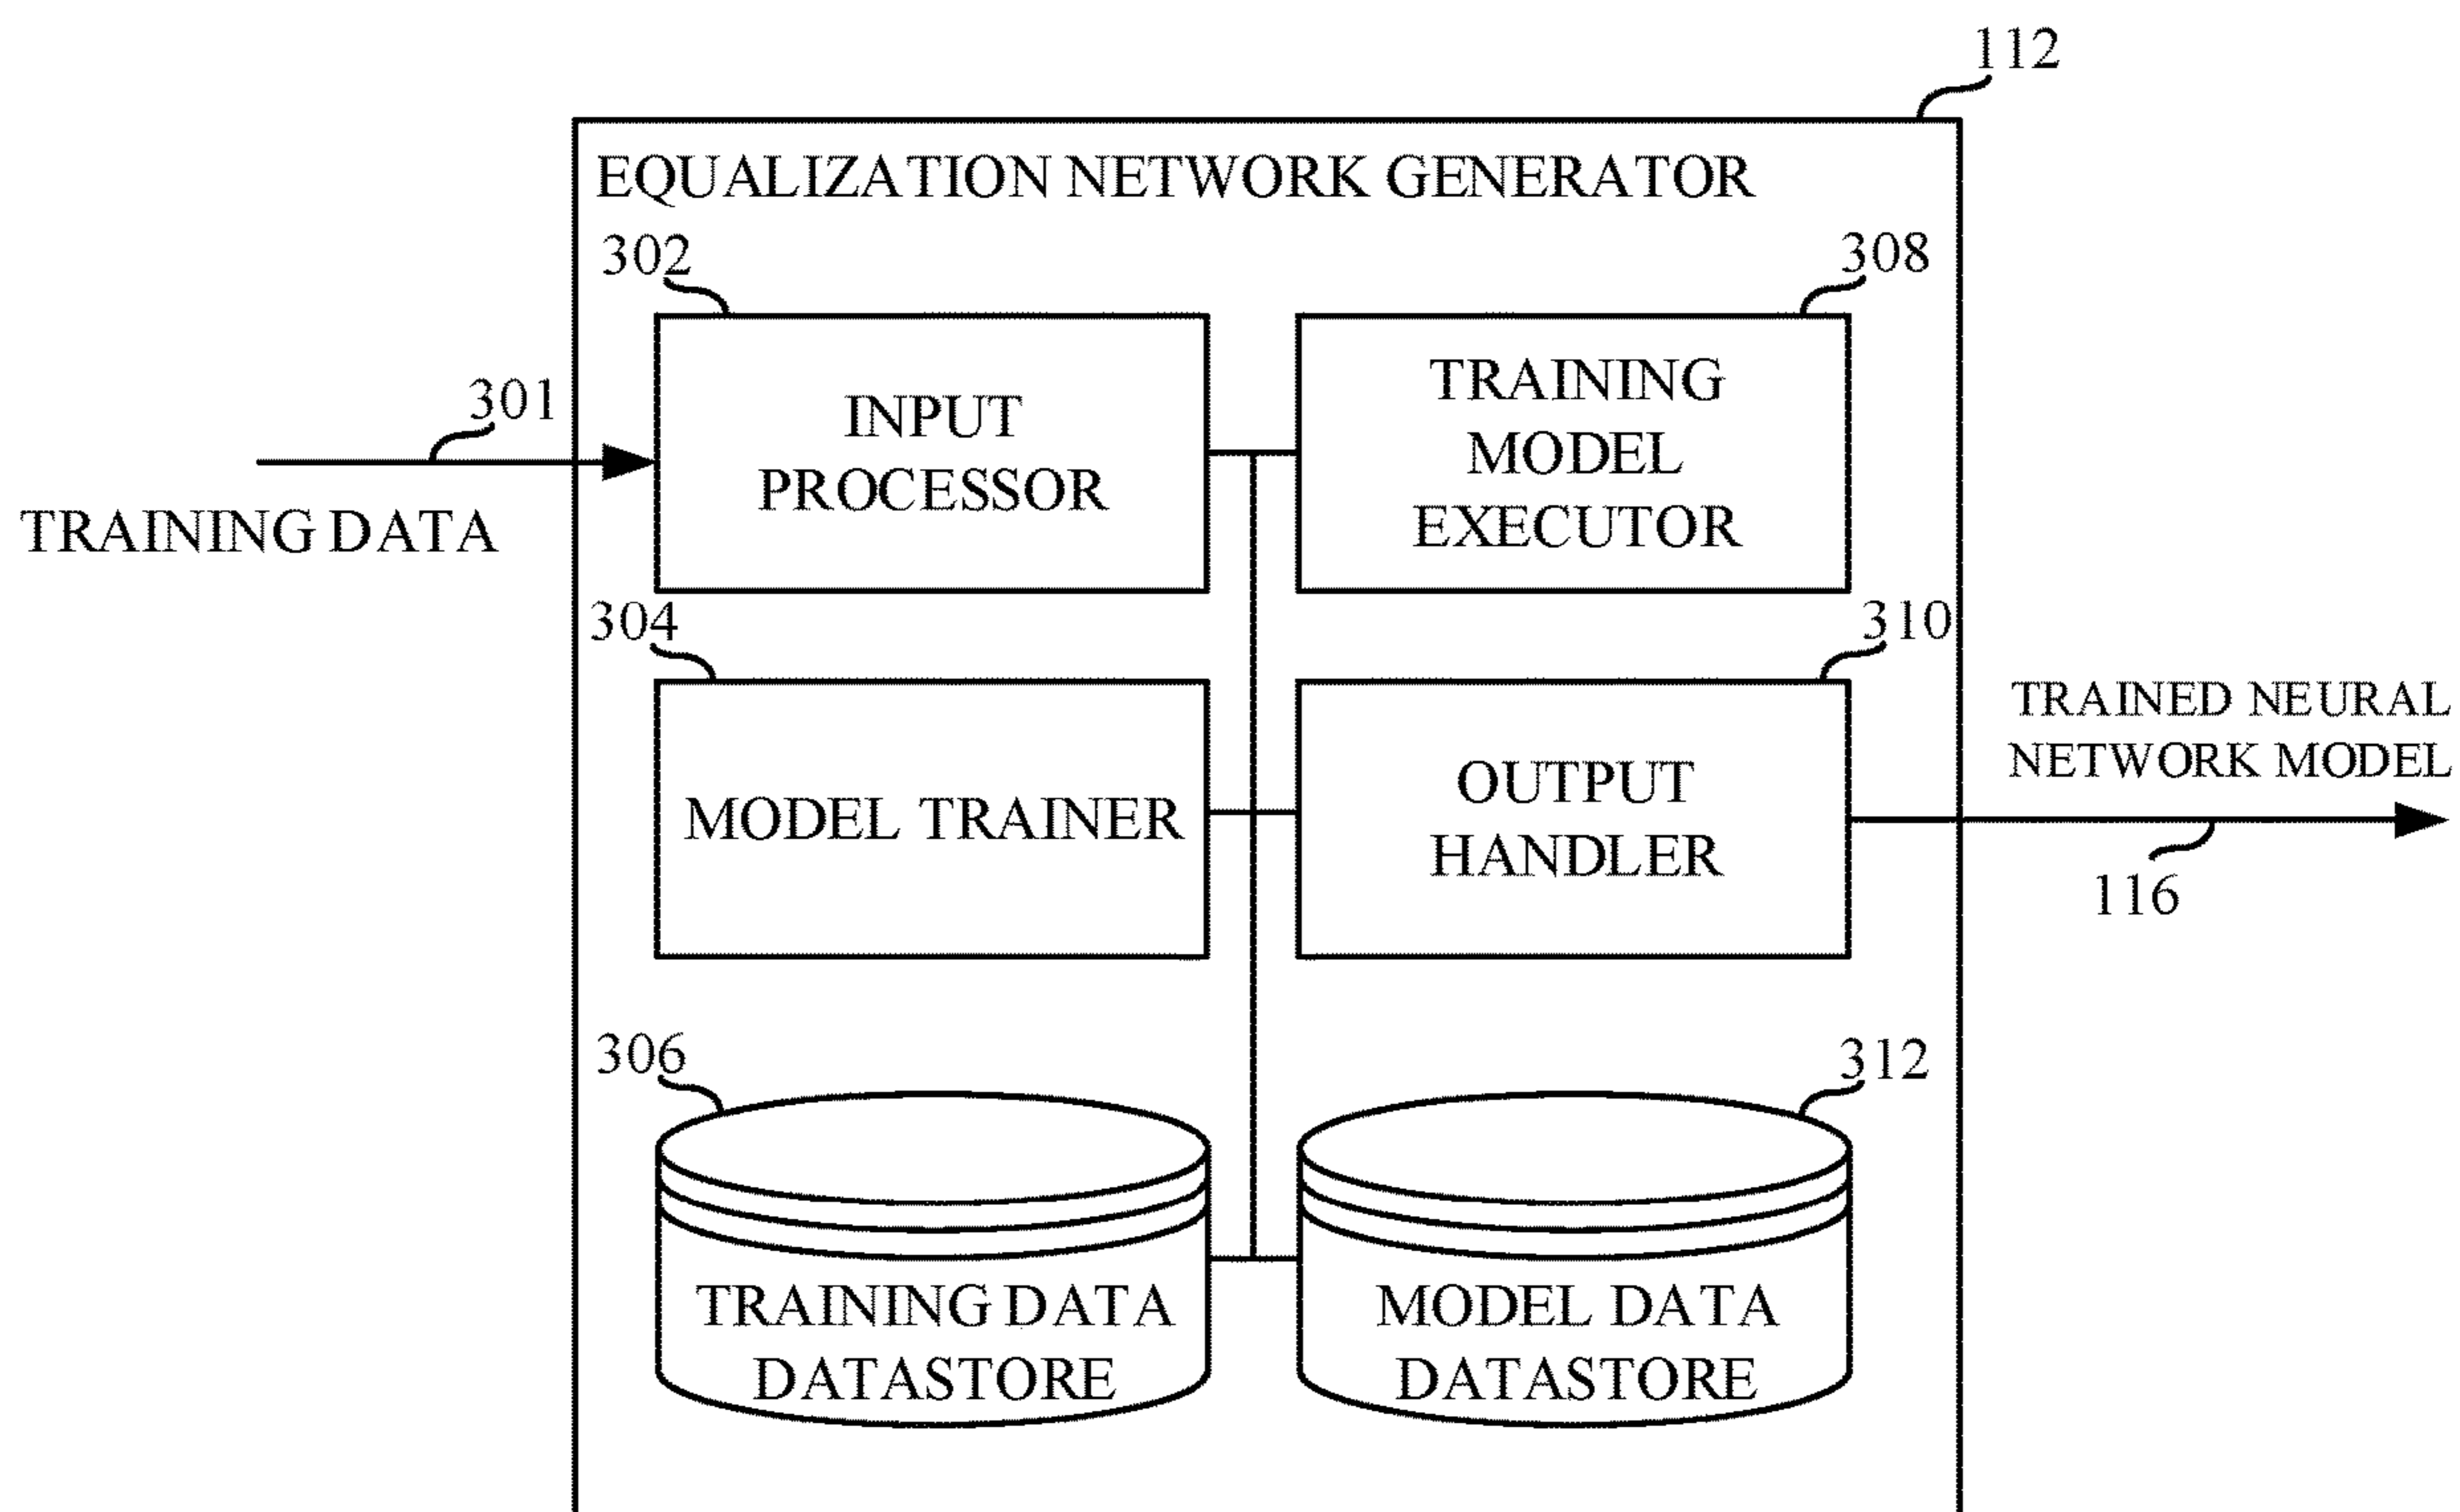 112
EQUALIZATION NETWORK GENERATOR
302
308
INPUT
PROCESSOR
TRAINING
MODEL
EXECUTOR
301
TRAINING DATA
304
310
MODEL TRAINER
OUTPUT
HANDLER
TRAINED NEURAL
NETWORK MODEL
116
306
312
TRAINING DATA
DATASTORE
MODEL DATA
DATASTORE